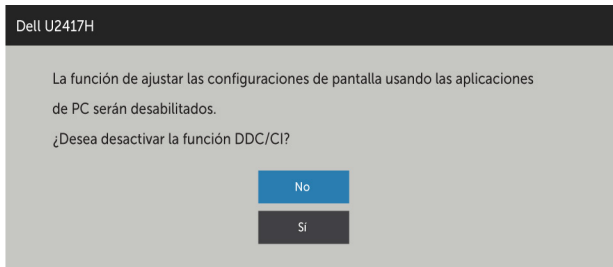 Dell U2417H
La función de ajustar las configuraciones de pantalla usando las aplicaciones
de PC serán desabilitados.
¿Desea desactivar la función DDC/CI?
No
Sí